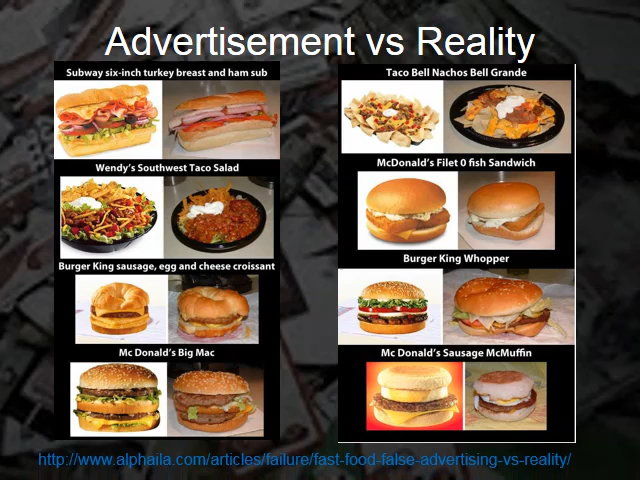 Advertisement vs Reality
Subway six-inch turkey breast and ham sub
Wendy's Southwest Taco Salad
Burger King sausage, egg and cheese croissant
Mc Donald's Big Mac
Taco Bell Nachos Bell Grande
McDonald's Filet 0 fish Sandwich
Burger King Whopper
Mc Donald's Sausage McMuffin
http://www.alphaila.com/articles/failure/fast-food-false-advertising-vs-reality/